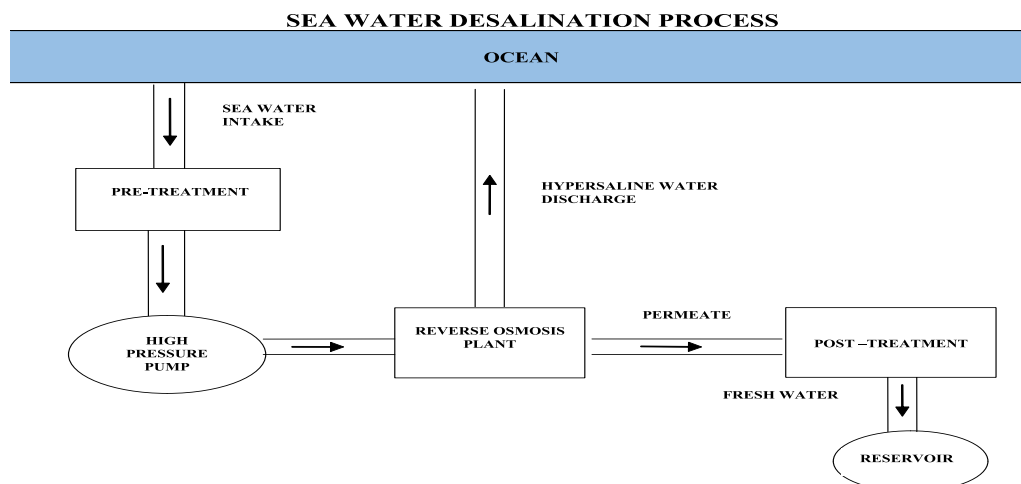 SEA WATER DESALINATION PROCESS
OCEAN
SEA WATER
INTAKE
PRE-TREATMENT
HYPERSALINE WATER
DISCHARGE
HIGH
PRESSURE
PUMP
REVERSE OSMOSIS
PLANT
PERMEATE
POST –TREATMENT
FRESH WATER
RESERVOIR